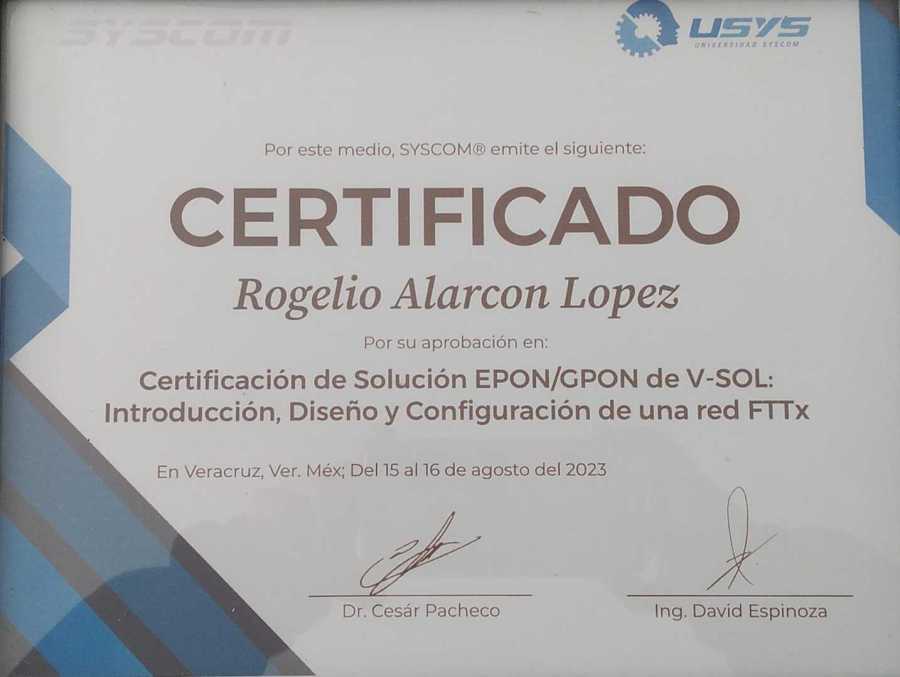 SYSCOM
USYS
UNIVERSIDAD SYSCOM
Por este medio, SYSCOM® emite el siguiente:
CERTIFICADO
Rogelio Alarcon Lopez
Por su aprobación en:
Certificación de Solución EPON/GPON de V-SOL:
Introducción, Diseño y Configuración de una red FTTx
En Veracruz, Ver. Méx; Del 15 al 16 de agosto del 2023
Dr. Cesár Pacheco
Ing. David Espinoza